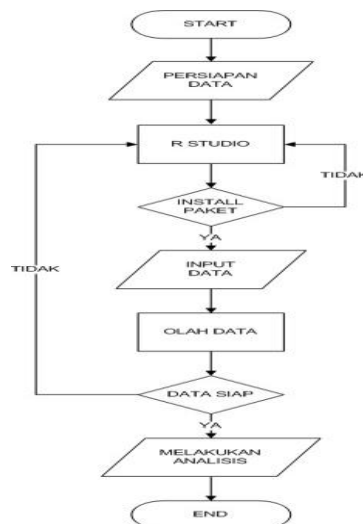 START
PERSIAPAN
DATA
R STUDIO
TIDAK
INSTALL
PAKET
YA
INPUT
DATA
TIDAK
OLAH DATA
DATA SIAP
YA
MELAKUKAN
ANALISIS
END